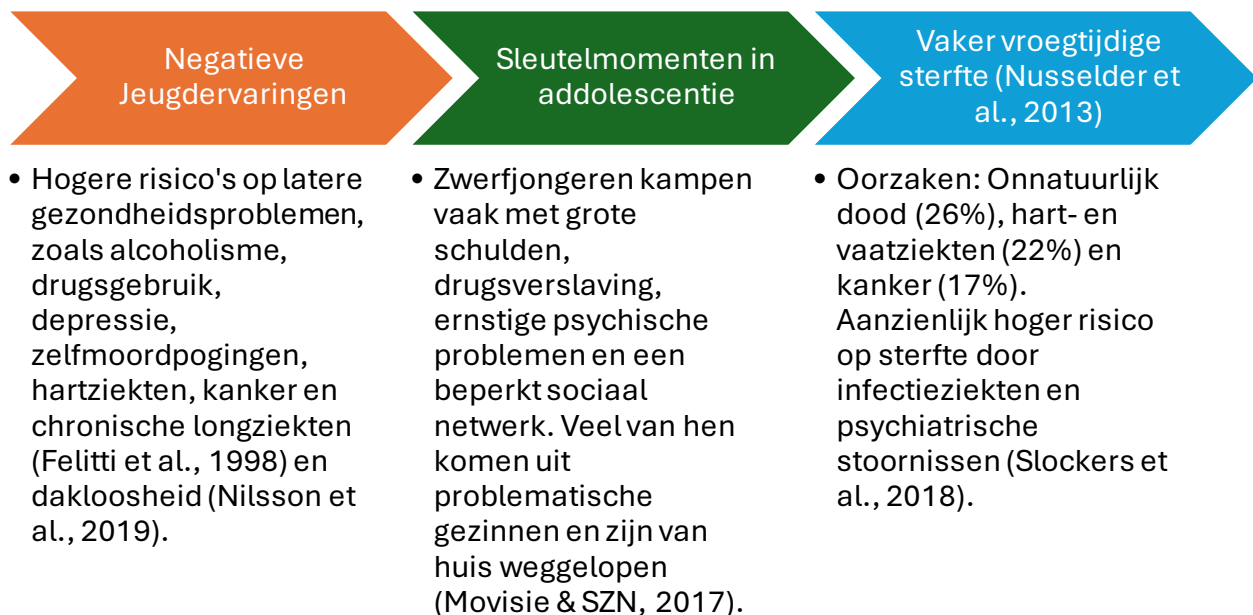 Negatieve
Jeugdervaringen
• Hogere risico's op latere
gezondheidsproblemen,
zoals alcoholisme,
drugsgebruik,
depressie,
zelfmoordpogingen,
hartziekten, kanker en
chronische longziekten
(Felitti et al., 1998) en
dakloosheid (Nilsson et
al., 2019).
Sleutelmomenten in
addolescentie
• Zwerfjongeren kampen
vaak met grote
schulden,
drugsverslaving,
ernstige psychische
problemen en een
beperkt sociaal
netwerk. Veel van hen
komen uit
problematische
gezinnen en zijn van
huis weggelopen
(Movisie & SZN, 2017).
Vaker vroegtijdige
sterfte (Nusselder et
al., 2013)
• Oorzaken: Onnatuurlijk
dood (26%), hart- en
vaatziekten (22%) en
kanker (17%).
Aanzienlijk hoger risico
op sterfte door
infectieziekten en
psychiatrische
stoornissen (Slockers et
al., 2018).